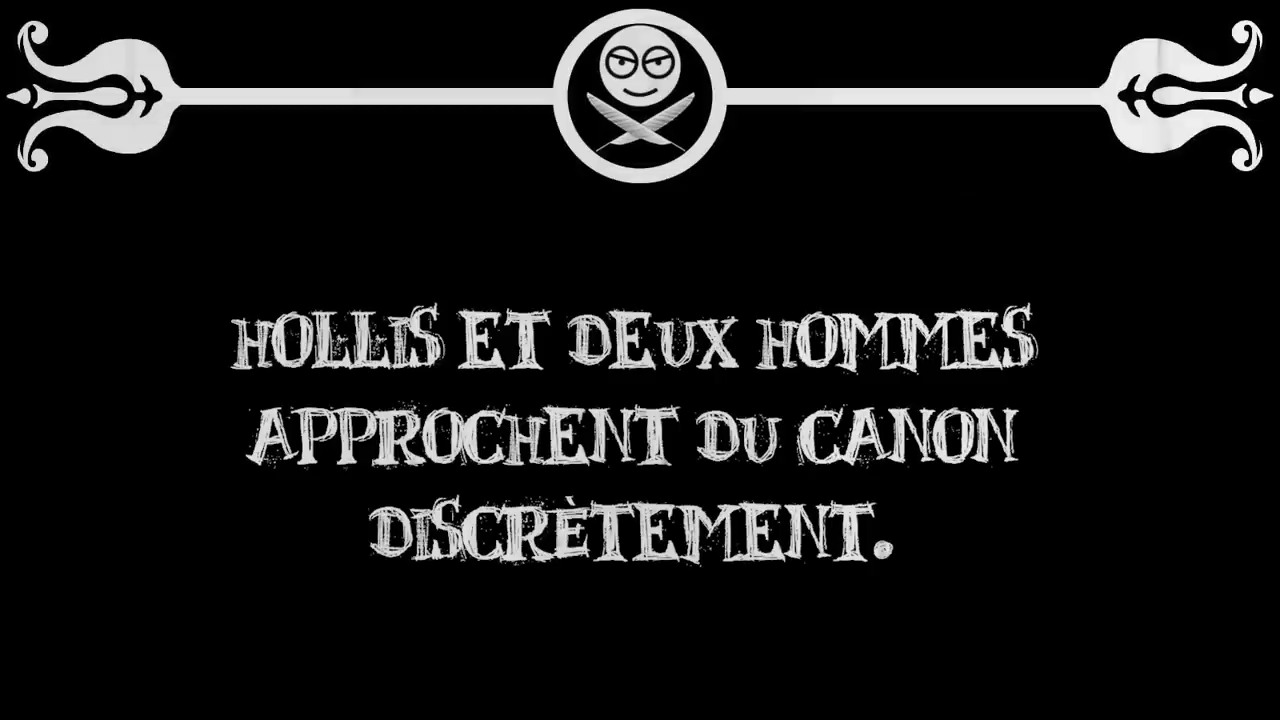 HOLLIS ET DEUX HOMMES
APPROCHENT DU CANON
DISCRÈTEMENT.